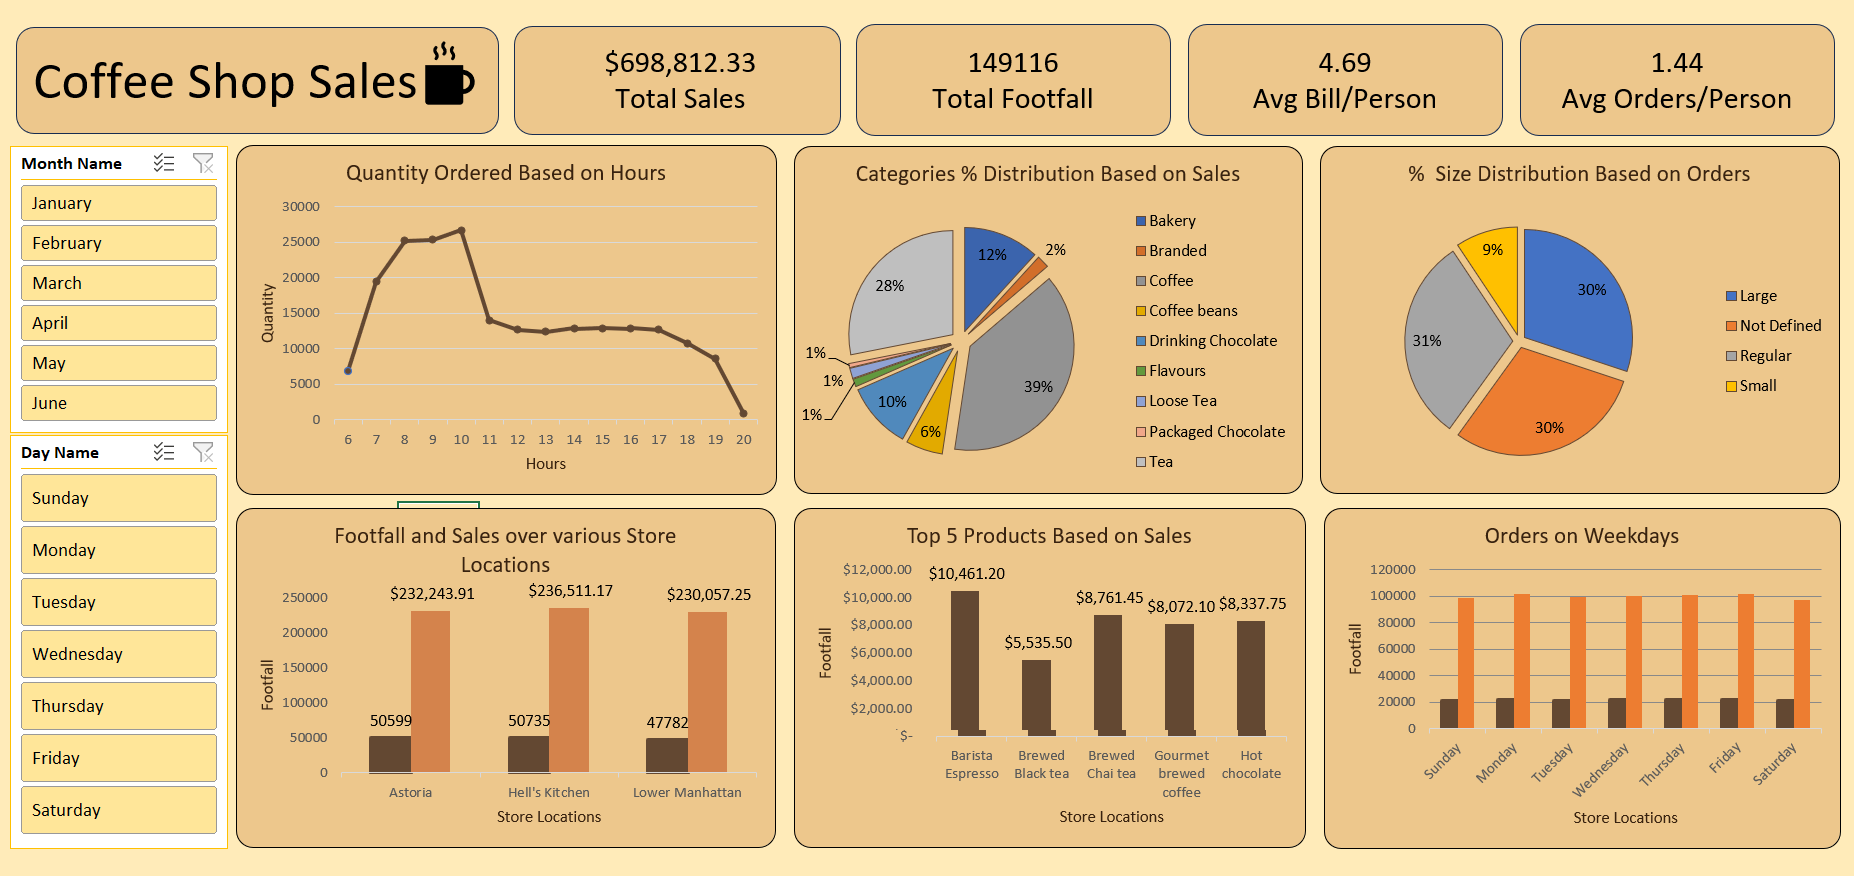 Coffee Shop Sales
$698,812.33
Total Sales
149116
Total Footfall
4.69
Avg Bill/Person
1.44
Avg Orders/Person
Month Name
January
February
March
April
May
June
Day Name
Sunday
Monday
Tuesday
Wednesday
Thursday
Friday
Saturday
Quantity Ordered Based on Hours
30000
25000
20000
15000
10000
5000
0
Quantity
6 7 8 9 10 11 12 13 14 15 16 17 18 19 20
Hours
Categories % Distribution Based on Sales
12%
2%
39%
6%
10%
1%
1%
1%
28%
Bakery
Branded
Coffee
Coffee beans
Drinking Chocolate
Flavours
Loose Tea
Packaged Chocolate
Tea
% Size Distribution Based on Orders
30%
30%
31%
9%
Large
Not Defined
Regular
Small
Footfall and Sales over various Store
Locations
250000
200000
150000
100000
50000
0
Footfall
$232,243.91
$236,511.17
$230,057.25
50599
50735
47782
Astoria
Hell's Kitchen
Lower Manhattan
Store Locations
Top 5 Products Based on Sales
$12,000.00
$10,000.00
$8,000.00
$6,000.00
$4,000.00
$2,000.00
$-
Footfall
$10,461.20
$5,535.50
$8,761.45
$8,072.10
$8,337.75
Barista
Espresso
Brewed
Black tea
Brewed
Chai tea
Gourmet
brewed
coffee
Hot
chocolate
Store Locations
Orders on Weekdays
120000
100000
80000
60000
40000
20000
0
Footfall
Sunday
Monday
Tuesday
Wednesday
Thursday
Friday
Saturday
Store Locations